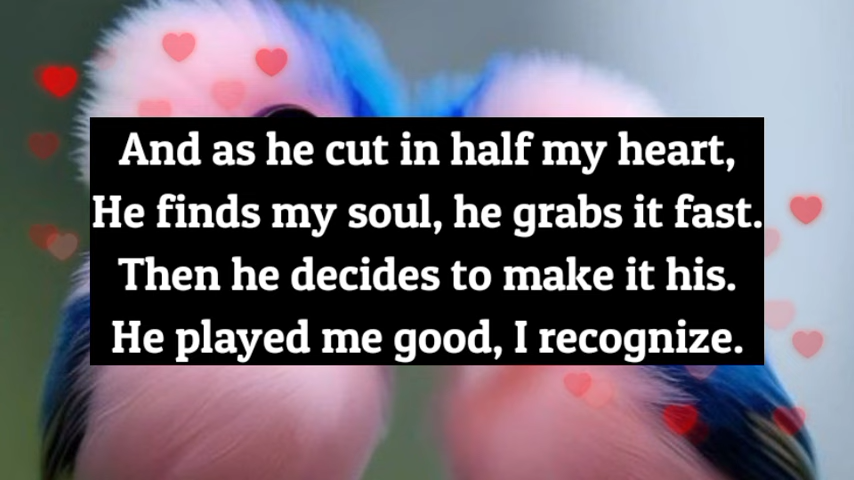 And as he cut in half my heart,
He finds my soul, he grabs it fast.
Then he decides to make it his.
He played me good, I recognize.